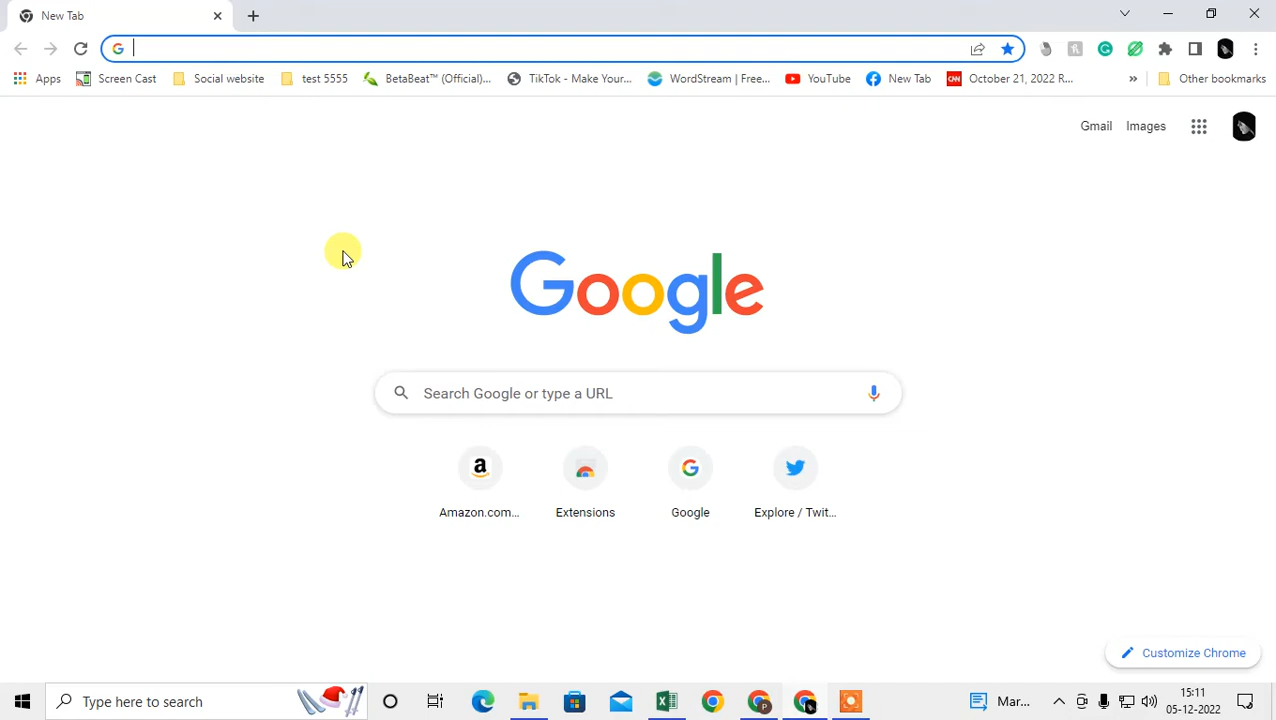 New Tab
Apps Screen Cast Social website test 5555 BetaBeat™ (Official)... TikTok - Make Your... WordStream | Free... YouTube New Tab CNN October 21, 2022 R... » Other bookmarks
Gmail Images
Google
Search Google or type a URL
Amazon.com... Extensions Google Explore / Twit...
Customize Chrome
Type here to search Mar... 15:11
05-12-2022